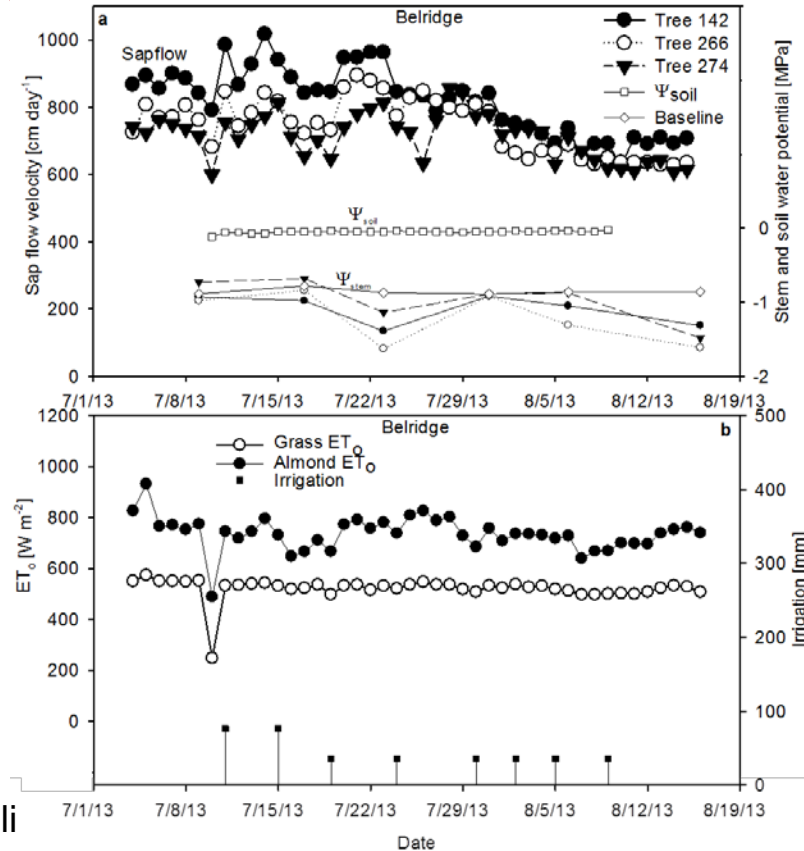 a
Belridge
Sapflow
Tree 142
Tree 266
Tree 274
Ψsoil
Baseline
Sap flow velocity [cm day-1]
1000
800
600
400
200
0
Ψsoil
Ψstem
0
-1
-2
Stem and soil water potential [MPa]
7/1/13 7/8/13 7/15/13 7/22/13 7/29/13 8/5/13 8/12/13 8/19/13
b
Belridge
Grass ETO
Almond ETO
Irrigation
ETo [W m-2]
1200
1000
800
600
400
200
0
500
400
300
200
100
0
Irrigation [mm]
7/1/13 7/8/13 7/15/13 7/22/13 7/29/13 8/5/13 8/12/13 8/19/13
Date
li